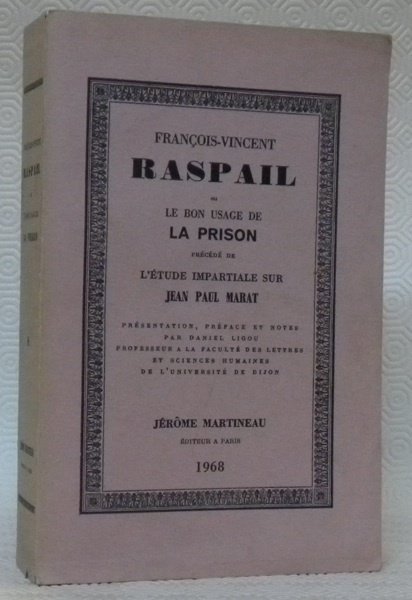 FRANÇOIS-VINCENT
RASPAIL
ou
LE BON USAGE DE
LA PRISON
PRÉCÉDÉ DE
L'ÉTUDE IMPARTIALE SUR
JEAN PAUL MARAT
PRÉSENTATION, PRÉFACE ET NOTES
PAR DANIEL LIGOU
PROFESSEUR A LA FACULTÉ DES LETTRES
ET SCIENCES HUMAINES
DE L'UNIVERSITÉ DE DIJON
JÉRÔME MARTINEAU
ÉDITEUR A PARIS
1968
RASPAIL